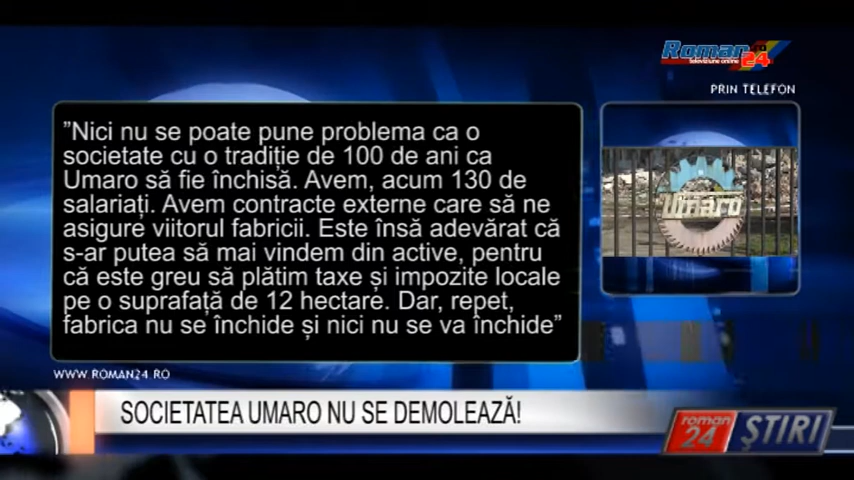 Roman .ro
24
televiziune online
PRIN TELEFON
”Nici nu se poate pune problema ca o
societate cu o tradiție de 100 de ani ca
Umaro să fie închisă. Avem, acum 130 de
salariați. Avem contracte externe care să ne
asigure viitorul fabricii. Este însă adevărat că
s-ar putea să mai vindem din active, pentru
că este greu să plătim taxe și impozite locale
pe o suprafață de 12 hectare. Dar, repet,
fabrica nu se închide și nici nu se va închide”
Umaro
WWW.ROMAN24.RO
SOCIETATEA UMARO NU SE DEMOLEAZĂ!
roman
24
ȘTIRI